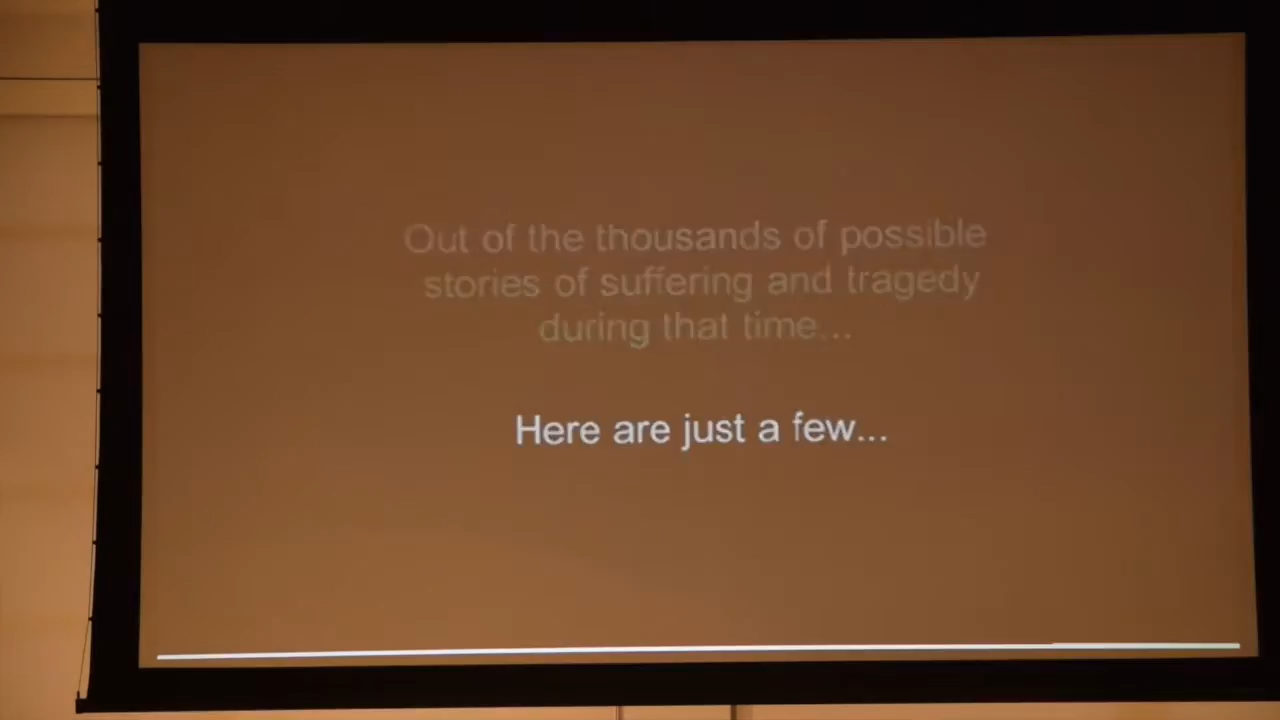 Out of the thousands of possible
stories of suffering and tragedy
during that time...
Here are just a few...